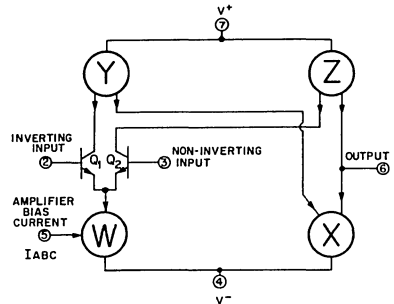 V+
7
Y
Z
INVERTING
INPUT
2
Q1
Q2
3
NON-INVERTING
INPUT
OUTPUT
6
AMPLIFIER
BIAS
CURRENT
5
IABC
W
X
4
V-